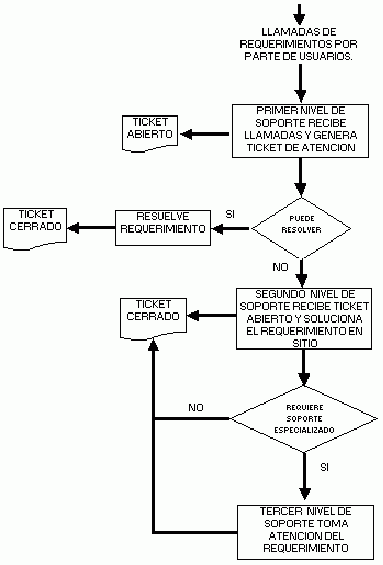 LLAMADAS DE
REQUERIMIENTOS POR
PARTE DE USUARIOS.
PRIMER NIVEL DE
SOPORTE RECIBE
LLAMADAS Y GENERA
TICKET DE ATENCION
TICKET
ABIERTO
PUEDE
RESOLVER
SI
RESUELVE
REQUERIMIENTO
TICKET
CERRADO
NO
SEGUNDO NIVEL DE
SOPORTE RECIBE TICKET
ABIERTO Y SOLUCIONA
EL REQUERIMIENTO EN
SITIO
TICKET
CERRADO
REQUIERE
SOPORTE
ESPECIALIZADO
NO
SI
TERCER NIVEL DE
SOPORTE TOMA
ATENCION DEL
REQUERIMIENTO